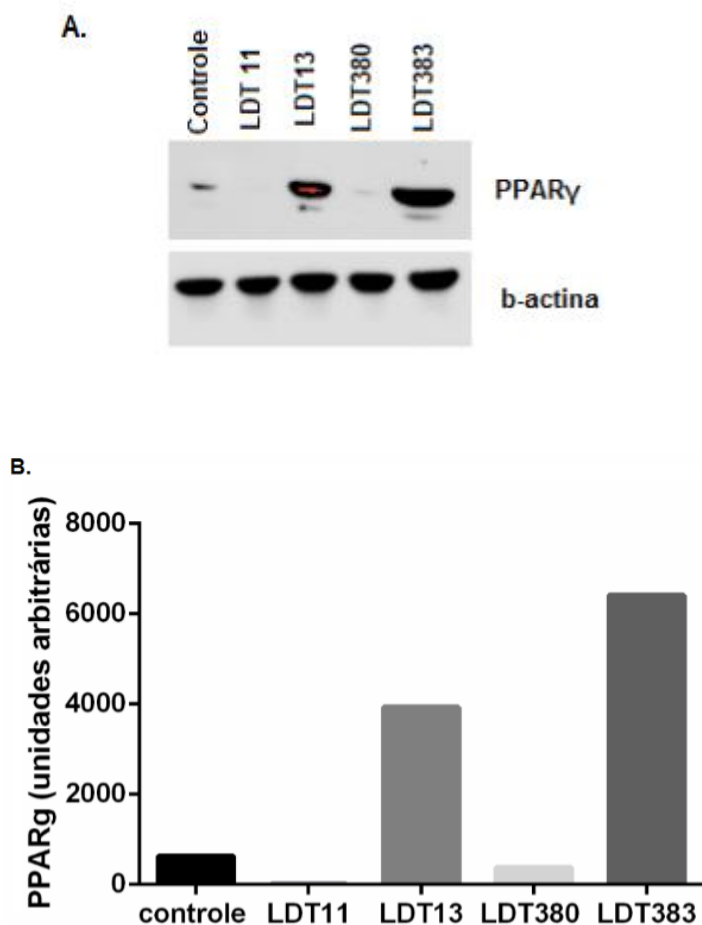 A.
Controle LDT 11 LDT13 LDT380 LDT383
PPARγ
b-actina
B.
PPARg (unidades arbitrárias)
8000
6000
4000
2000
0
controle LDT11 LDT13 LDT380 LDT383